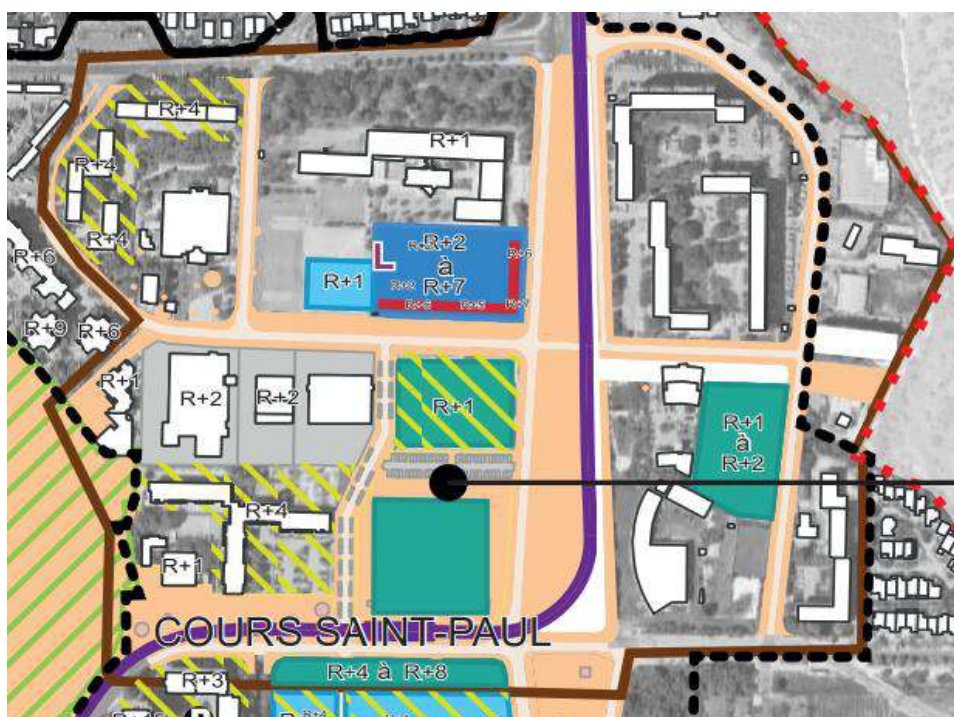 R+4
R+1
R+4
R+4
R+2
L
à
R+1
R+7
R+6
R+9
R+6
R+1
R+2
R+2
R+1
R+1
à
R+2
R+4
R+1
COURS SAINT-PAUL
R+4 à R+8
R+3